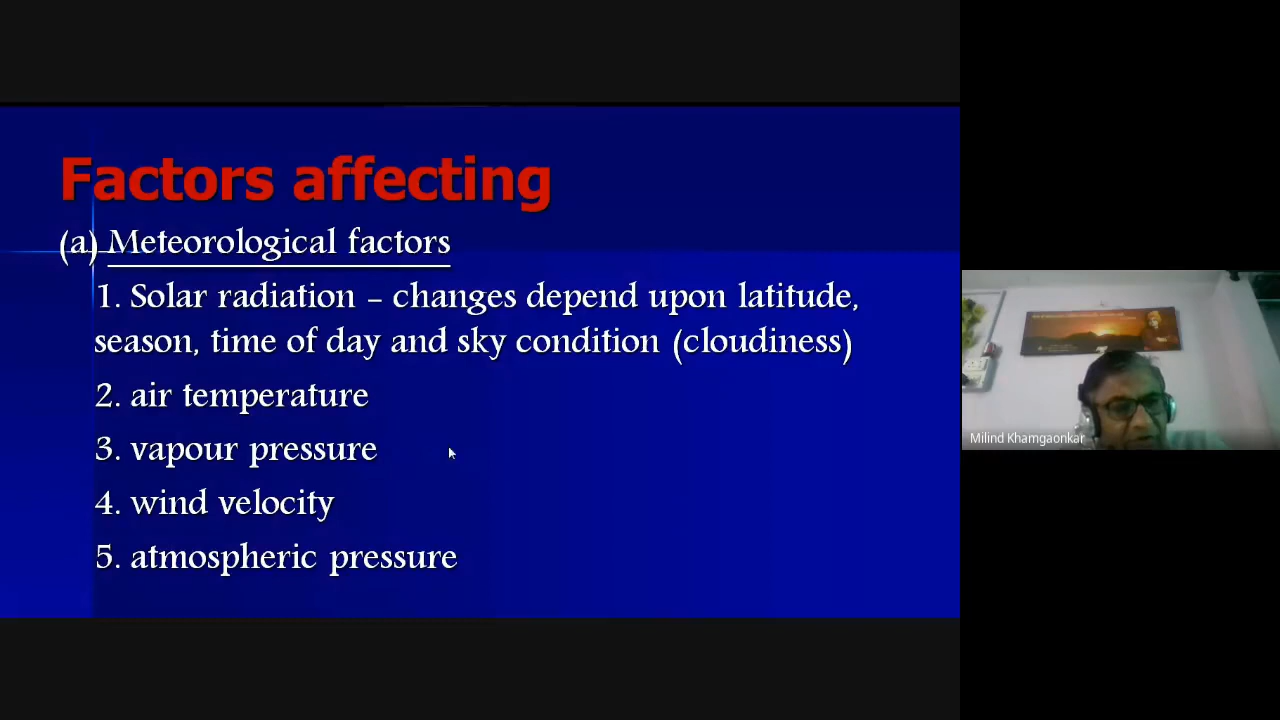 Factors affecting
(a) Meteorological factors
1. Solar radiation – changes depend upon latitude,
season, time of day and sky condition (cloudiness)
2. air temperature
3. vapour pressure
4. wind velocity
5. atmospheric pressure
Milind Khamgaonkar